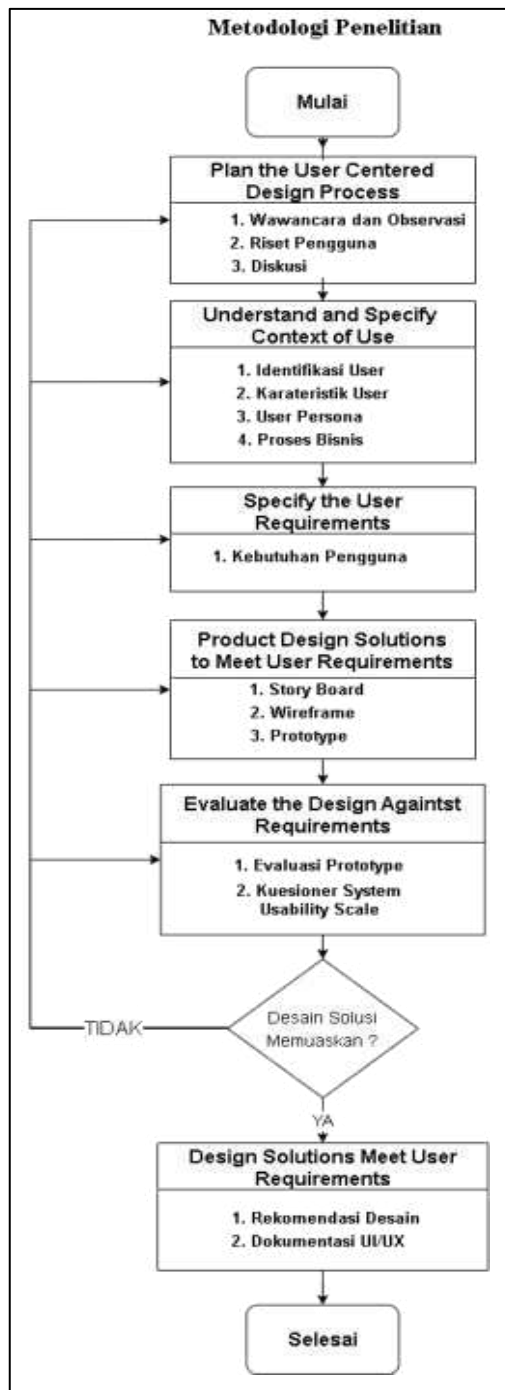 Metodologi Penelitian
Mulai
Plan the User Centered
Design Process
1. Wawancara dan Observasi
2. Riset Pengguna
3. Diskusi
Understand and Specify
Context of Use
1. Identifikasi User
2. Karateristik User
3. User Persona
4. Proses Bisnis
Specify the User
Requirements
1. Kebutuhan Pengguna
Product Design Solutions
to Meet User Requirements
1. Story Board
2. Wireframe
3. Prototype
Evaluate the Design Againtst
Requirements
1. Evaluasi Prototype
2. Kuesioner System
Usability Scale
Desain Solusi
Memuaskan ?
TIDAK
YA
Design Solutions Meet User
Requirements
1. Rekomendasi Desain
2. Dokumentasi UI/UX
Selesai